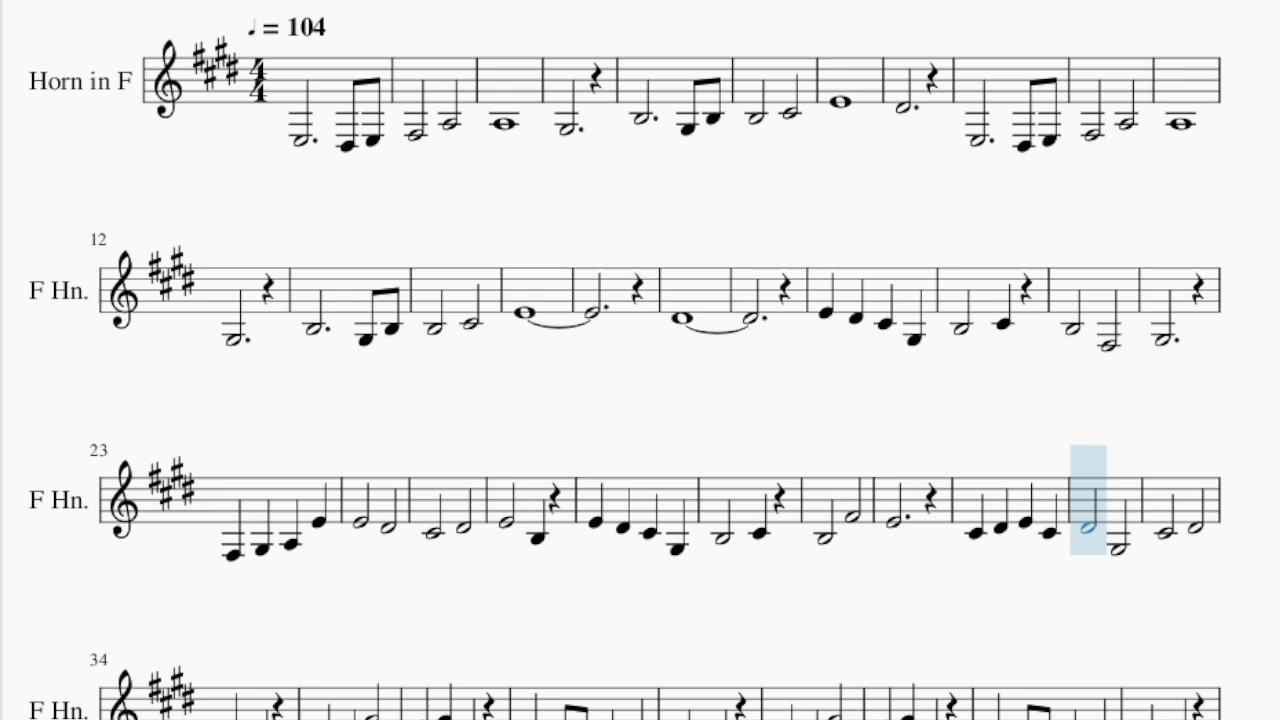 ♩ = 104
Horn in F
4
4
12
F Hn.
23
F Hn.
34
F Hn.